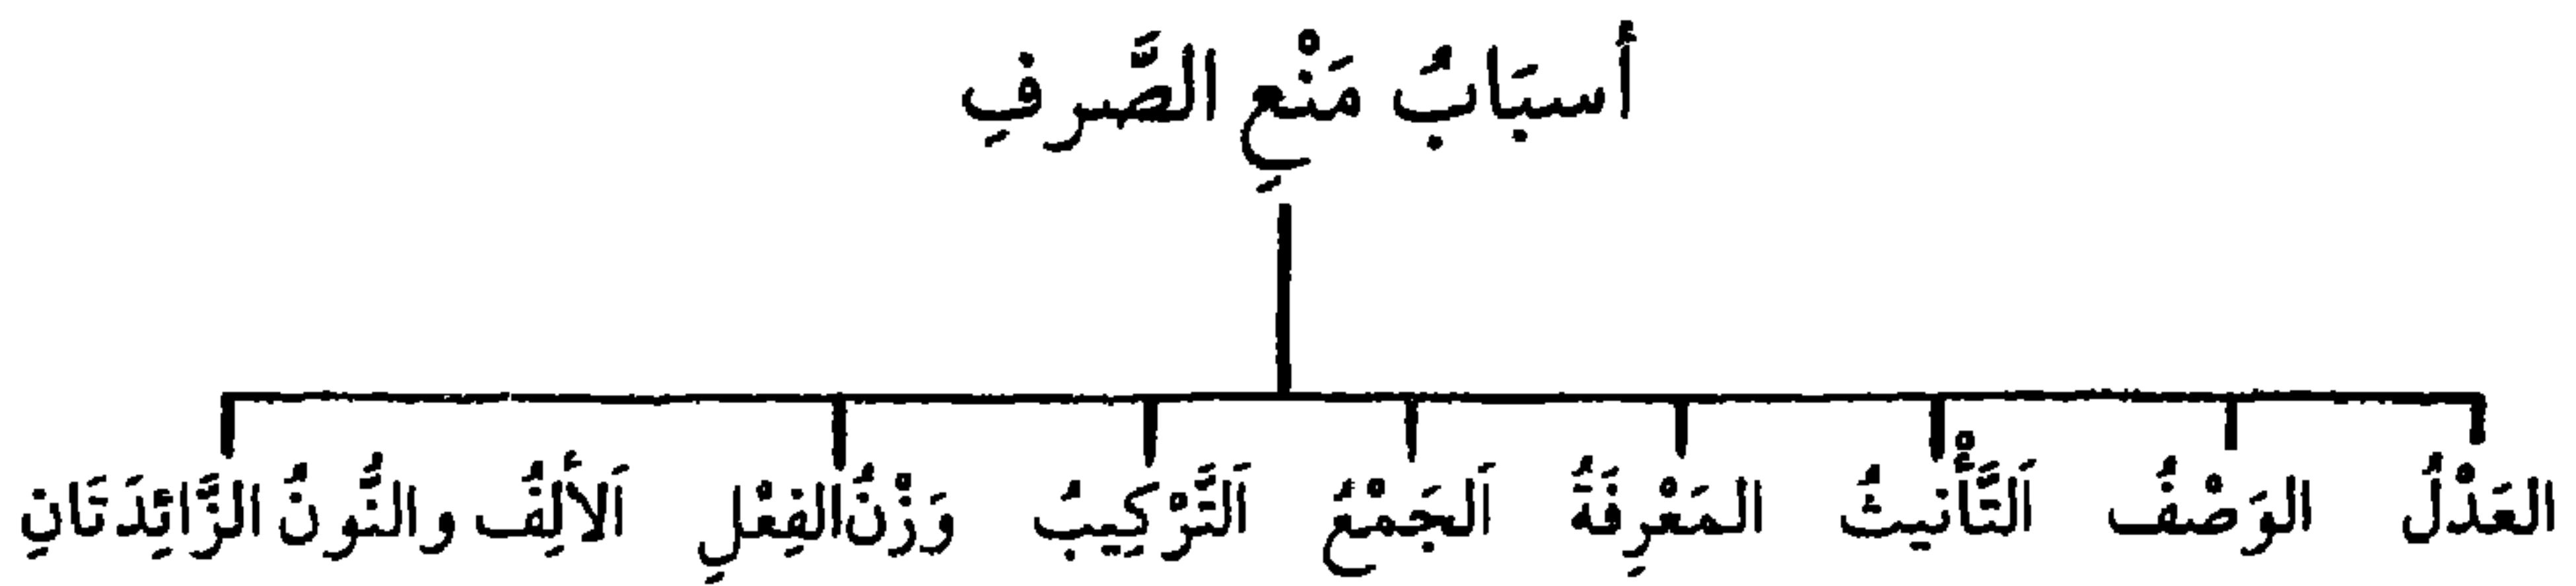 أسبَابُ مَنْعِ الصَّرفِ
العَدْلُ الوَصْفُ اَلتَّأْنيثُ المَعْرِفَةُ اَلجَمْعُ اَلتَّرْكِيبُ وَزْنُ الفِعْلِ اَلألِفُ والنُّونُ الزَّائِدَتَانِ